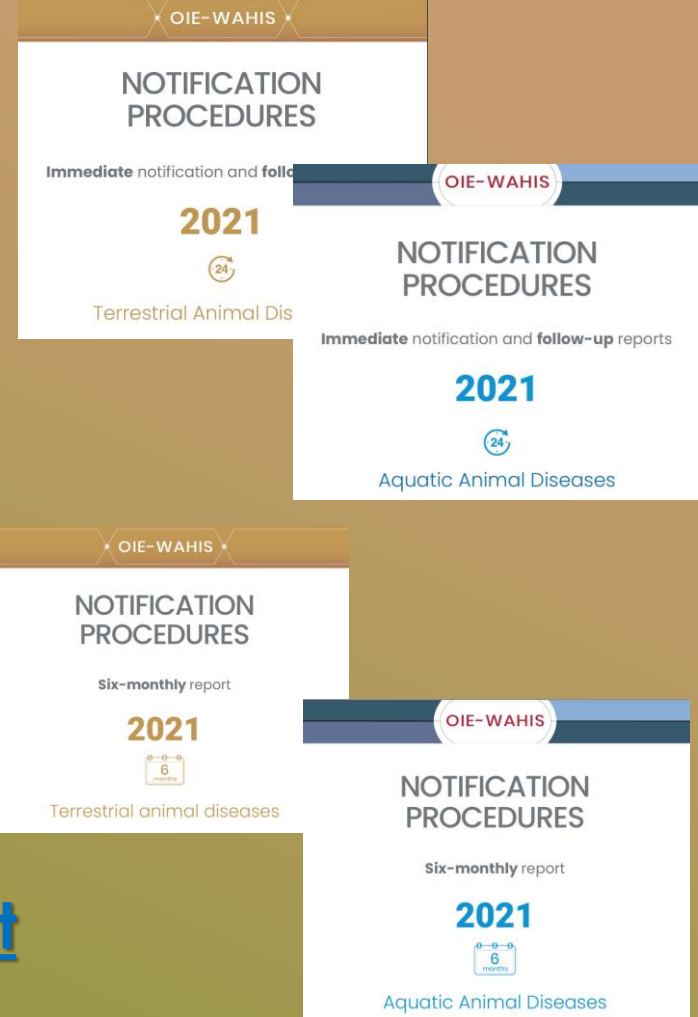 OIE-WAHIS
NOTIFICATION
PROCEDURES
Immediate notification and
2021
24
Terrestrial Animal
OIE-WAHIS
NOTIFICATION
PROCEDURES
Immediate notification and follow-up reports
2021
24
Aquatic Animal Diseases
OIE-WAHIS
NOTIFICATION
PROCEDURES
Six-monthly report
2021
6
months
Terrestrial animal diseases
OIE-WAHIS
NOTIFICATION
PROCEDURES
Six-monthly report
2021
6
months
Aquatic Animal Diseases